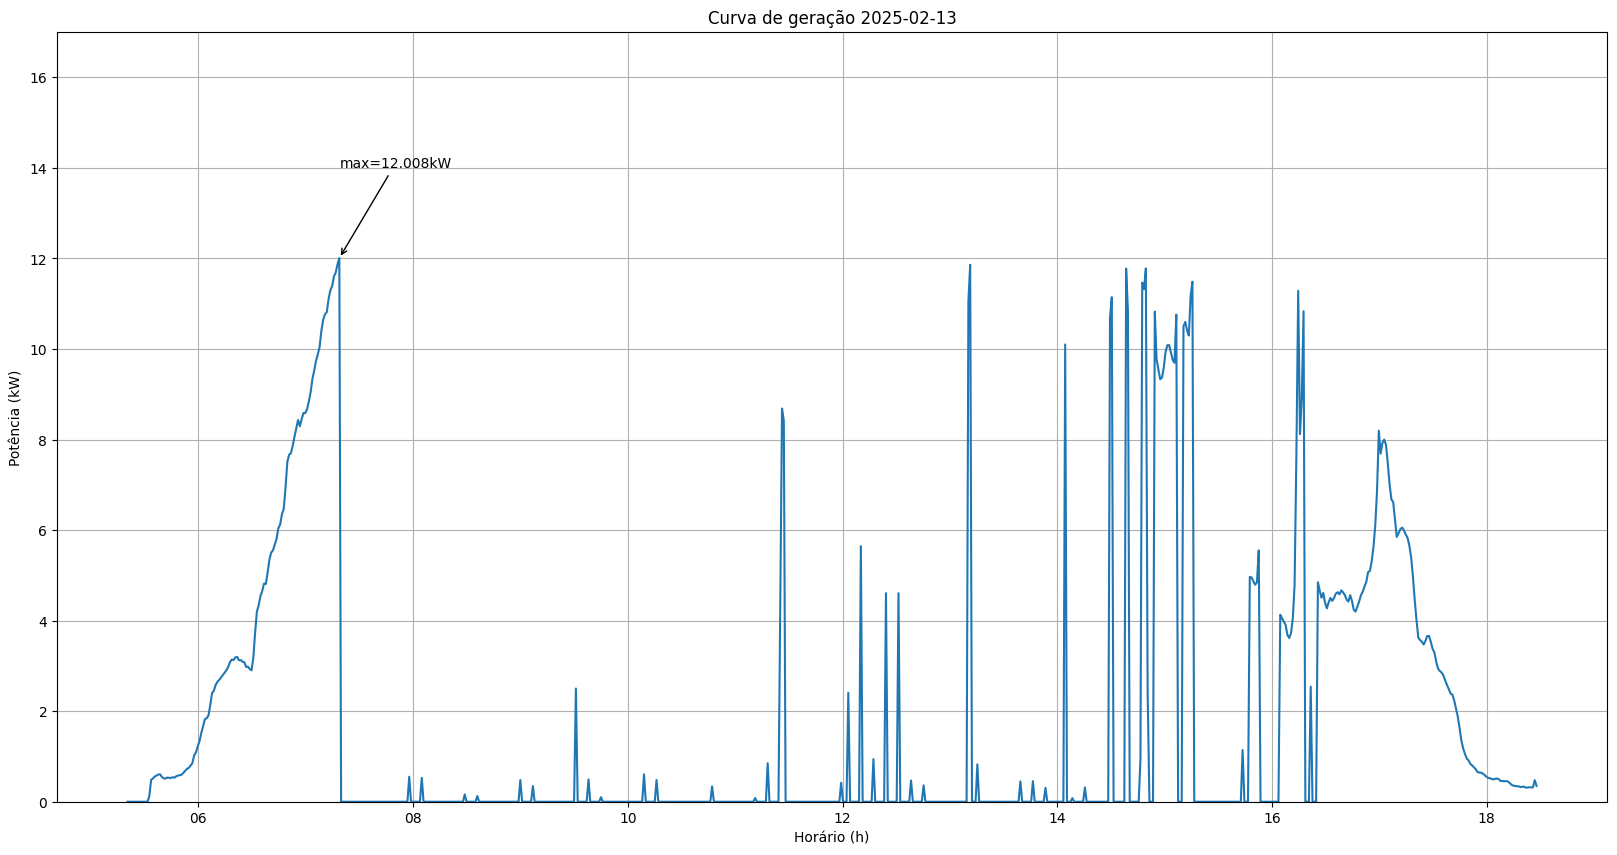 Curva de geração 2025-02-13
Potência (kW)
16
14
12
10
8
6
4
2
0
max=12.008kW
06 08 10 12 14 16 18
Horário (h)